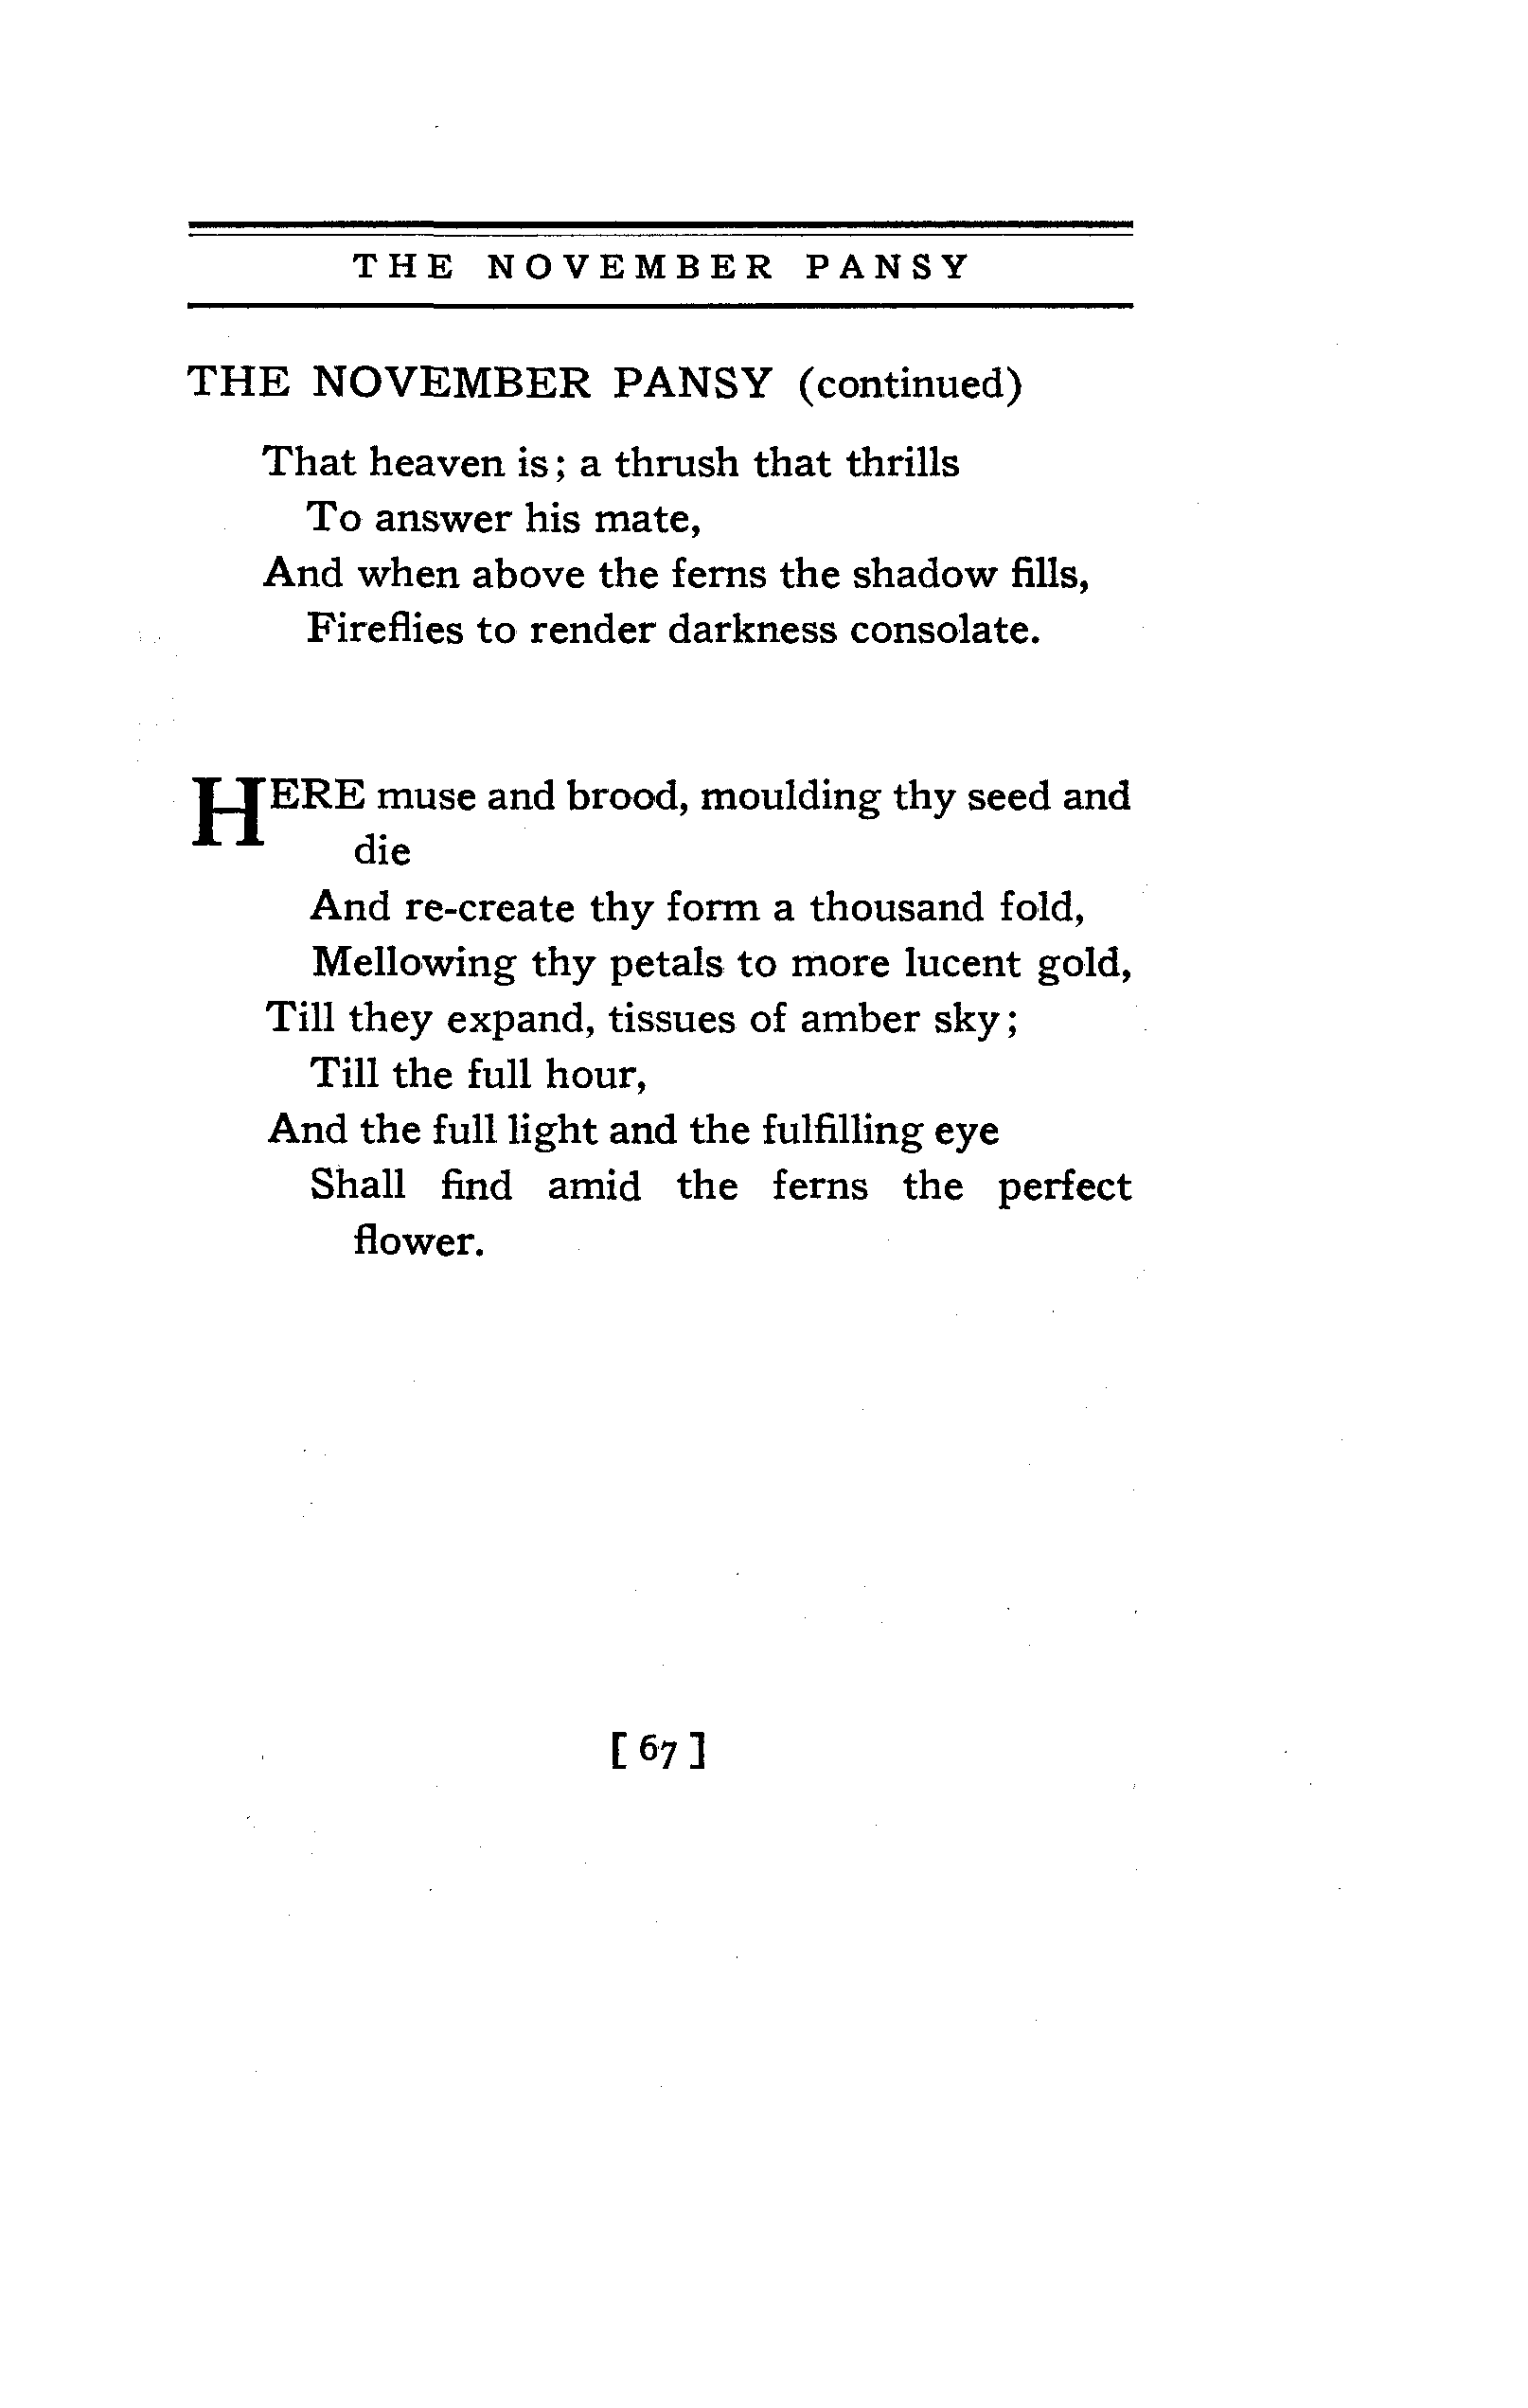 THE NOVEMBER PANSY
THE NOVEMBER PANSY (continued)
That heaven is; a thrush that thrills
To answer his mate,
And when above the ferns the shadow fills,
Fireflies to render darkness consolate.
HERE muse and brood, moulding thy seed and
die
And re-create thy form a thousand fold,
Mellowing thy petals to more lucent gold,
Till they expand, tissues of amber sky;
Till the full hour,
And the full light and the fulfilling eye
Shall find amid the ferns the perfect
flower.
[67]